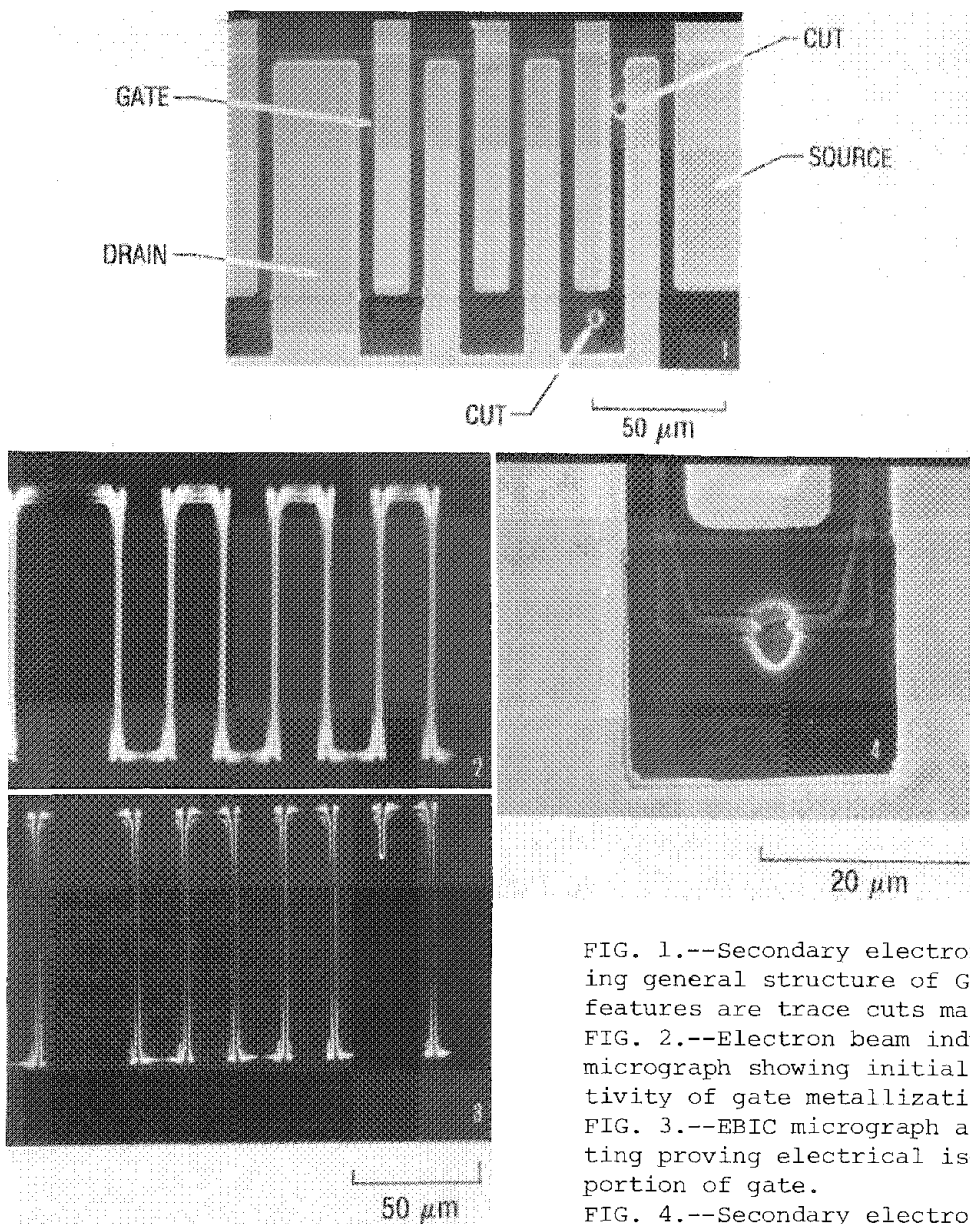 CUT
GATE
SOURCE
DRAIN
1
CUT
50 μm
2
4
3
20 μm
50 μm
FIG. 1.--Secondary electro
ing general structure of G
features are trace cuts ma
FIG. 2.--Electron beam ind
micrograph showing initial
tivity of gate metallizati
FIG. 3.--EBIC micrograph a
ting proving electrical is
portion of gate.
FIG. 4.--Secondary electro